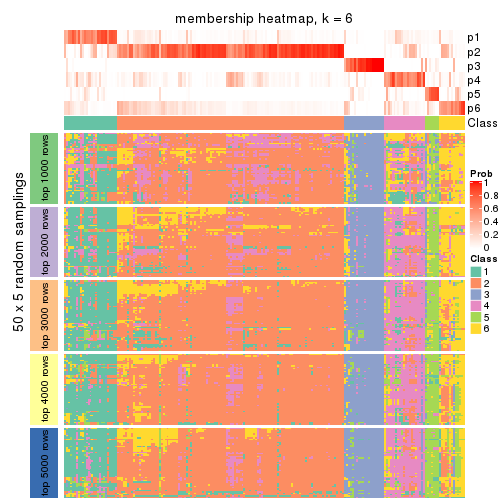 membership heatmap, k = 6
p1
p2
p3
p4
p5
p6
Class
50 x 5 random samplings
top 1000 rows
top 2000 rows
top 3000 rows
top 4000 rows
top 5000 rows
Prob
1
0.8
0.6
0.4
0.2
0
Class
1
2
3
4
5
6